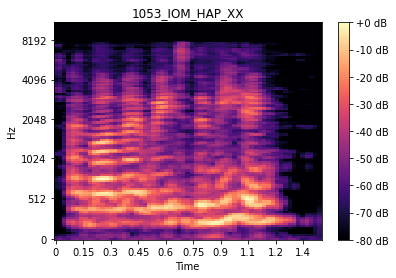 1053_IOM_HAP_XX
Hz
8192
4096
2048
1024
512
0
0 0.15 0.3 0.45 0.6 0.75 0.9 1.1 1.2 1.4
Time
+0 dB
-10 dB
-20 dB
-30 dB
-40 dB
-50 dB
-60 dB
-70 dB
-80 dB